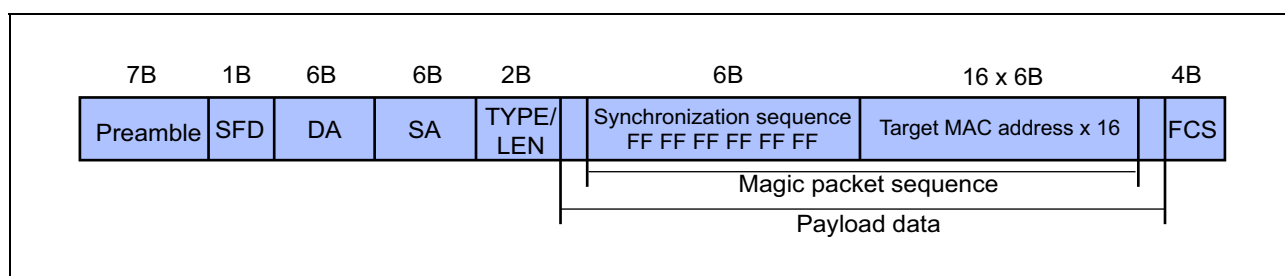 7B 1B 6B 6B 2B 6B 16 x 6B 4B
Preamble SFD DA SA TYPE/ LEN Synchronization sequence FF FF FF FF FF FF Target MAC address x 16 FCS
Magic packet sequence
Payload data